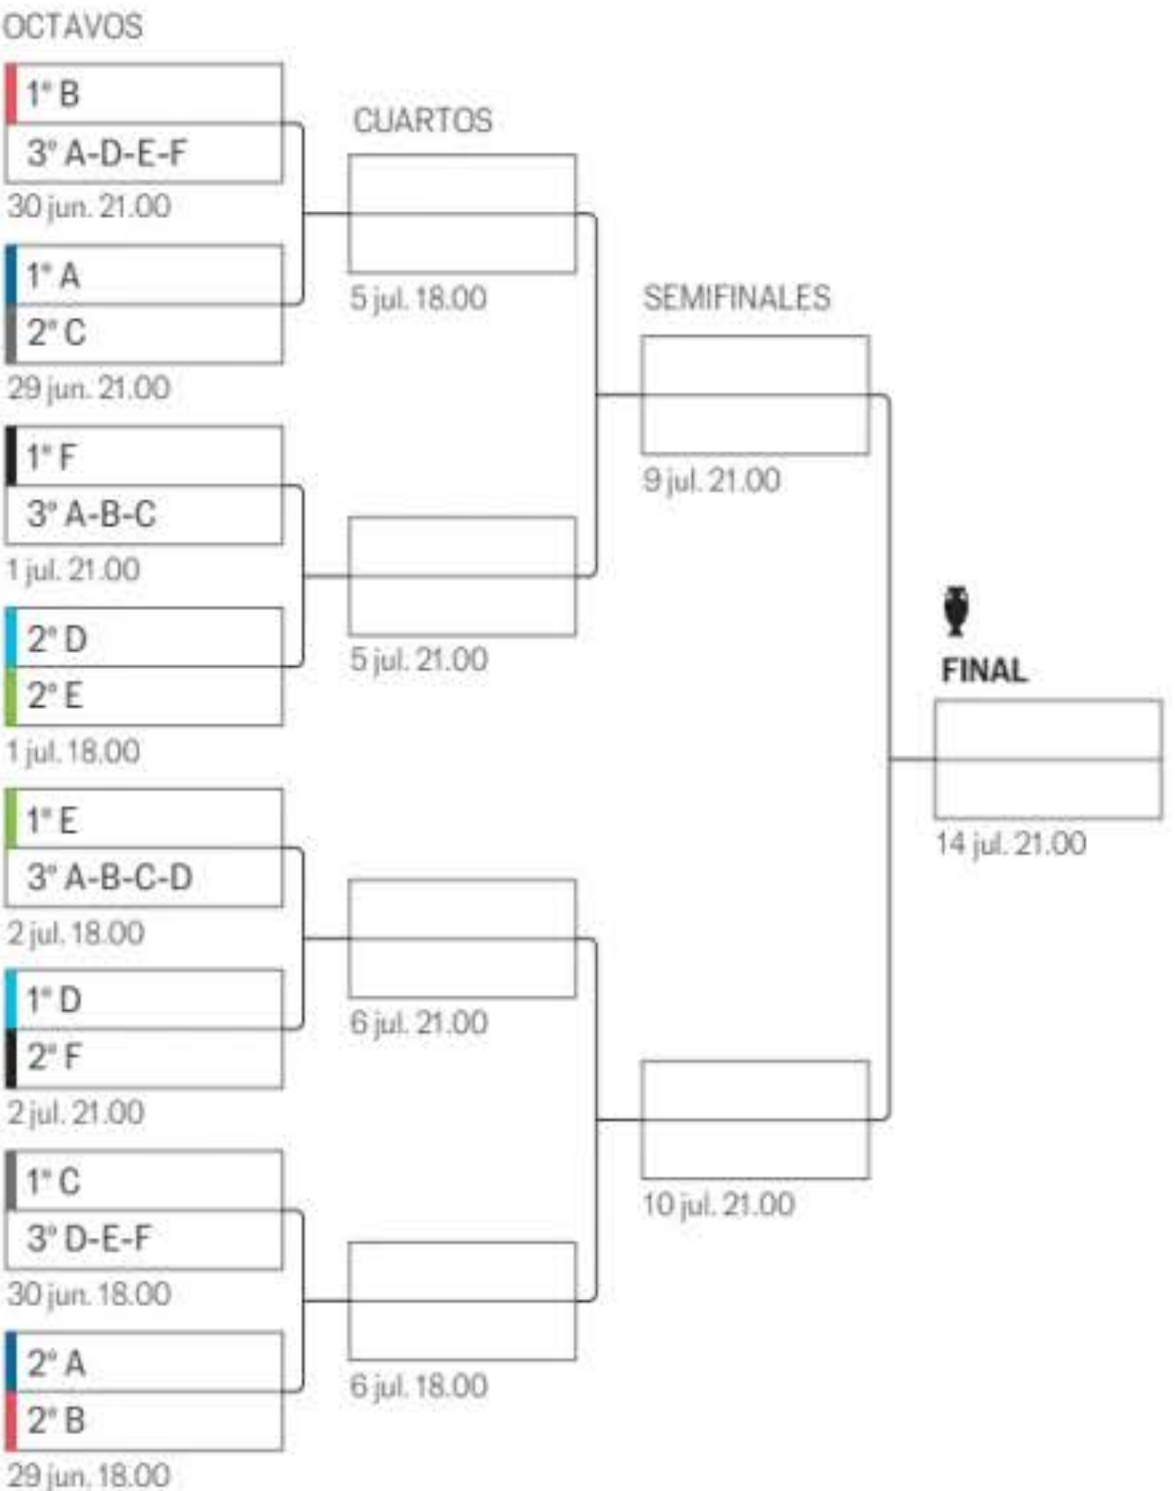 OCTAVOS
1º B
3º A-D-E-F
30 jun. 21.00
1º A
2º C
29 jun. 21.00
1º F
3º A-B-C
1 jul. 21.00
2º D
2º E
1 jul. 18.00
1º E
3º A-B-C-D
2 jul. 18.00
1º D
2º F
2 jul. 21.00
1º C
3º D-E-F
30 jun. 18.00
2º A
2º B
29 jun. 18.00
CUARTOS
5 jul. 18.00
5 jul. 21.00
6 jul. 21.00
6 jul. 18.00
SEMIFINALES
9 jul. 21.00
10 jul. 21.00
FINAL
14 jul. 21.00